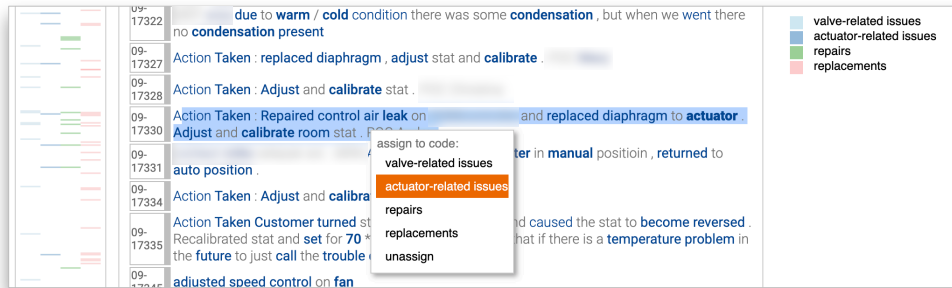 09-
17322
due to warm / cold condition there was some condensation , but when we went there
no condensation present
09-
17327
Action Taken : replaced diaphragm , adjust stat and calibrate .
09-
17328
Action Taken : Adjust and calibrate stat .
09-
17330
Action Taken : Repaired control air leak on and replaced diaphragm to actuator .
Adjust and calibrate room stat .
09-
17331
in manual positioin , returned to
auto position .
09-
17334
Action Taken : Adjust and
09-
17335
Action Taken Customer turned caused the stat to become reversed .
Recalibrated stat and set for 70 * that if there is a temperature problem in
the future to just call the trouble
09-
adjusted speed control on fan
assign to code:
valve-related issues
actuator-related issues
repairs
replacements
unassign
valve-related issues
actuator-related issues
repairs
replacements